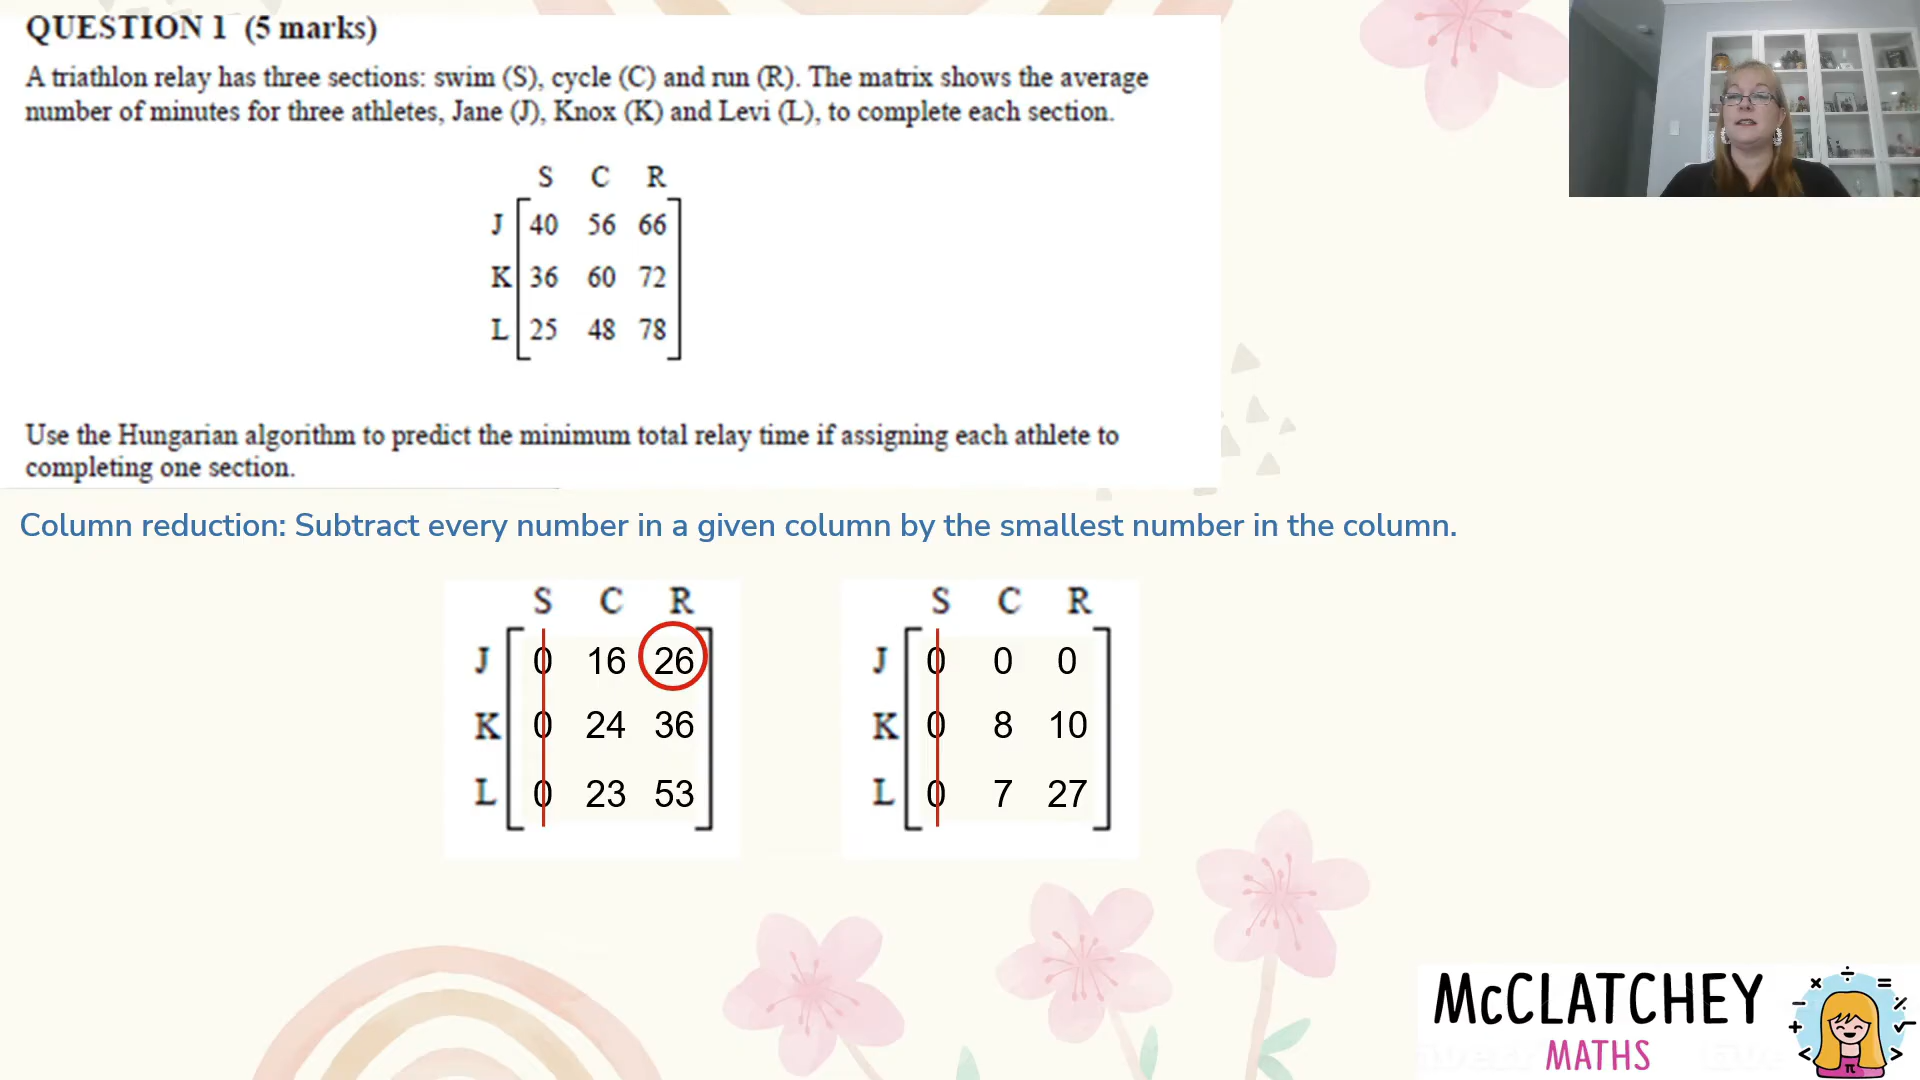 QUESTION 1 (5 marks)
A triathlon relay has three sections: swim (S), cycle (C) and run (R). The matrix shows the average
number of minutes for three athletes, Jane (J), Knox (K) and Levi (L), to complete each section.
S C R
J 40 56 66
K 36 60 72
L 25 48 78
Use the Hungarian algorithm to predict the minimum total relay time if assigning each athlete to
completing one section.
Column reduction: Subtract every number in a given column by the smallest number in the column.
S C R
J 0 16 26
K 0 24 36
L 0 23 53
S C R
J 0 0 0
K 0 8 10
L 0 7 27
McCLATCHEY
MATHS